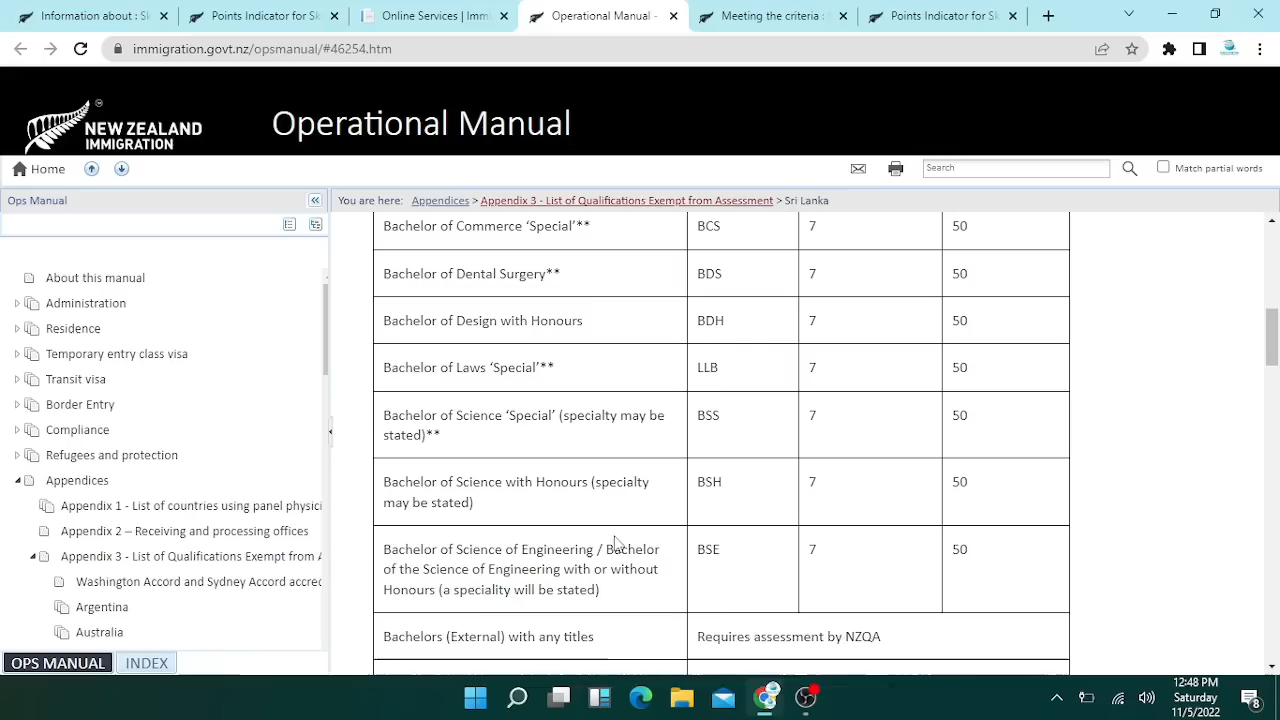 Information about : Sk
Points Indicator for Sk
Online Services | Immi
Operational Manual -
Meeting the criteria : S
Points Indicator for Sk
immigration.govt.nz/opsmanual/#46254.htm
NEW ZEALAND
IMMIGRATION
Operational Manual
Home
Search
Match partial words
Ops Manual
You are here: Appendices > Appendix 3 - List of Qualifications Exempt from Assessment > Sri Lanka
About this manual
Administration
Residence
Temporary entry class visa
Transit visa
Border Entry
Compliance
Refugees and protection
Appendices
Appendix 1 - List of countries using panel physici
Appendix 2 – Receiving and processing offices
Appendix 3 - List of Qualifications Exempt from A
Washington Accord and Sydney Accord accred
Argentina
Australia
OPS MANUAL
INDEX
Bachelor of Commerce ‘Special’** BCS 7 50
Bachelor of Dental Surgery** BDS 7 50
Bachelor of Design with Honours BDH 7 50
Bachelor of Laws ‘Special’** LLB 7 50
Bachelor of Science ‘Special’ (specialty may be
stated)** BSS 7 50
Bachelor of Science with Honours (specialty
may be stated) BSH 7 50
Bachelor of Science of Engineering / Bachelor
of the Science of Engineering with or without
Honours (a speciality will be stated) BSE 7 50
Bachelors (External) with any titles Requires assessment by NZQA
12:48 PM
Saturday
11/5/2022
8